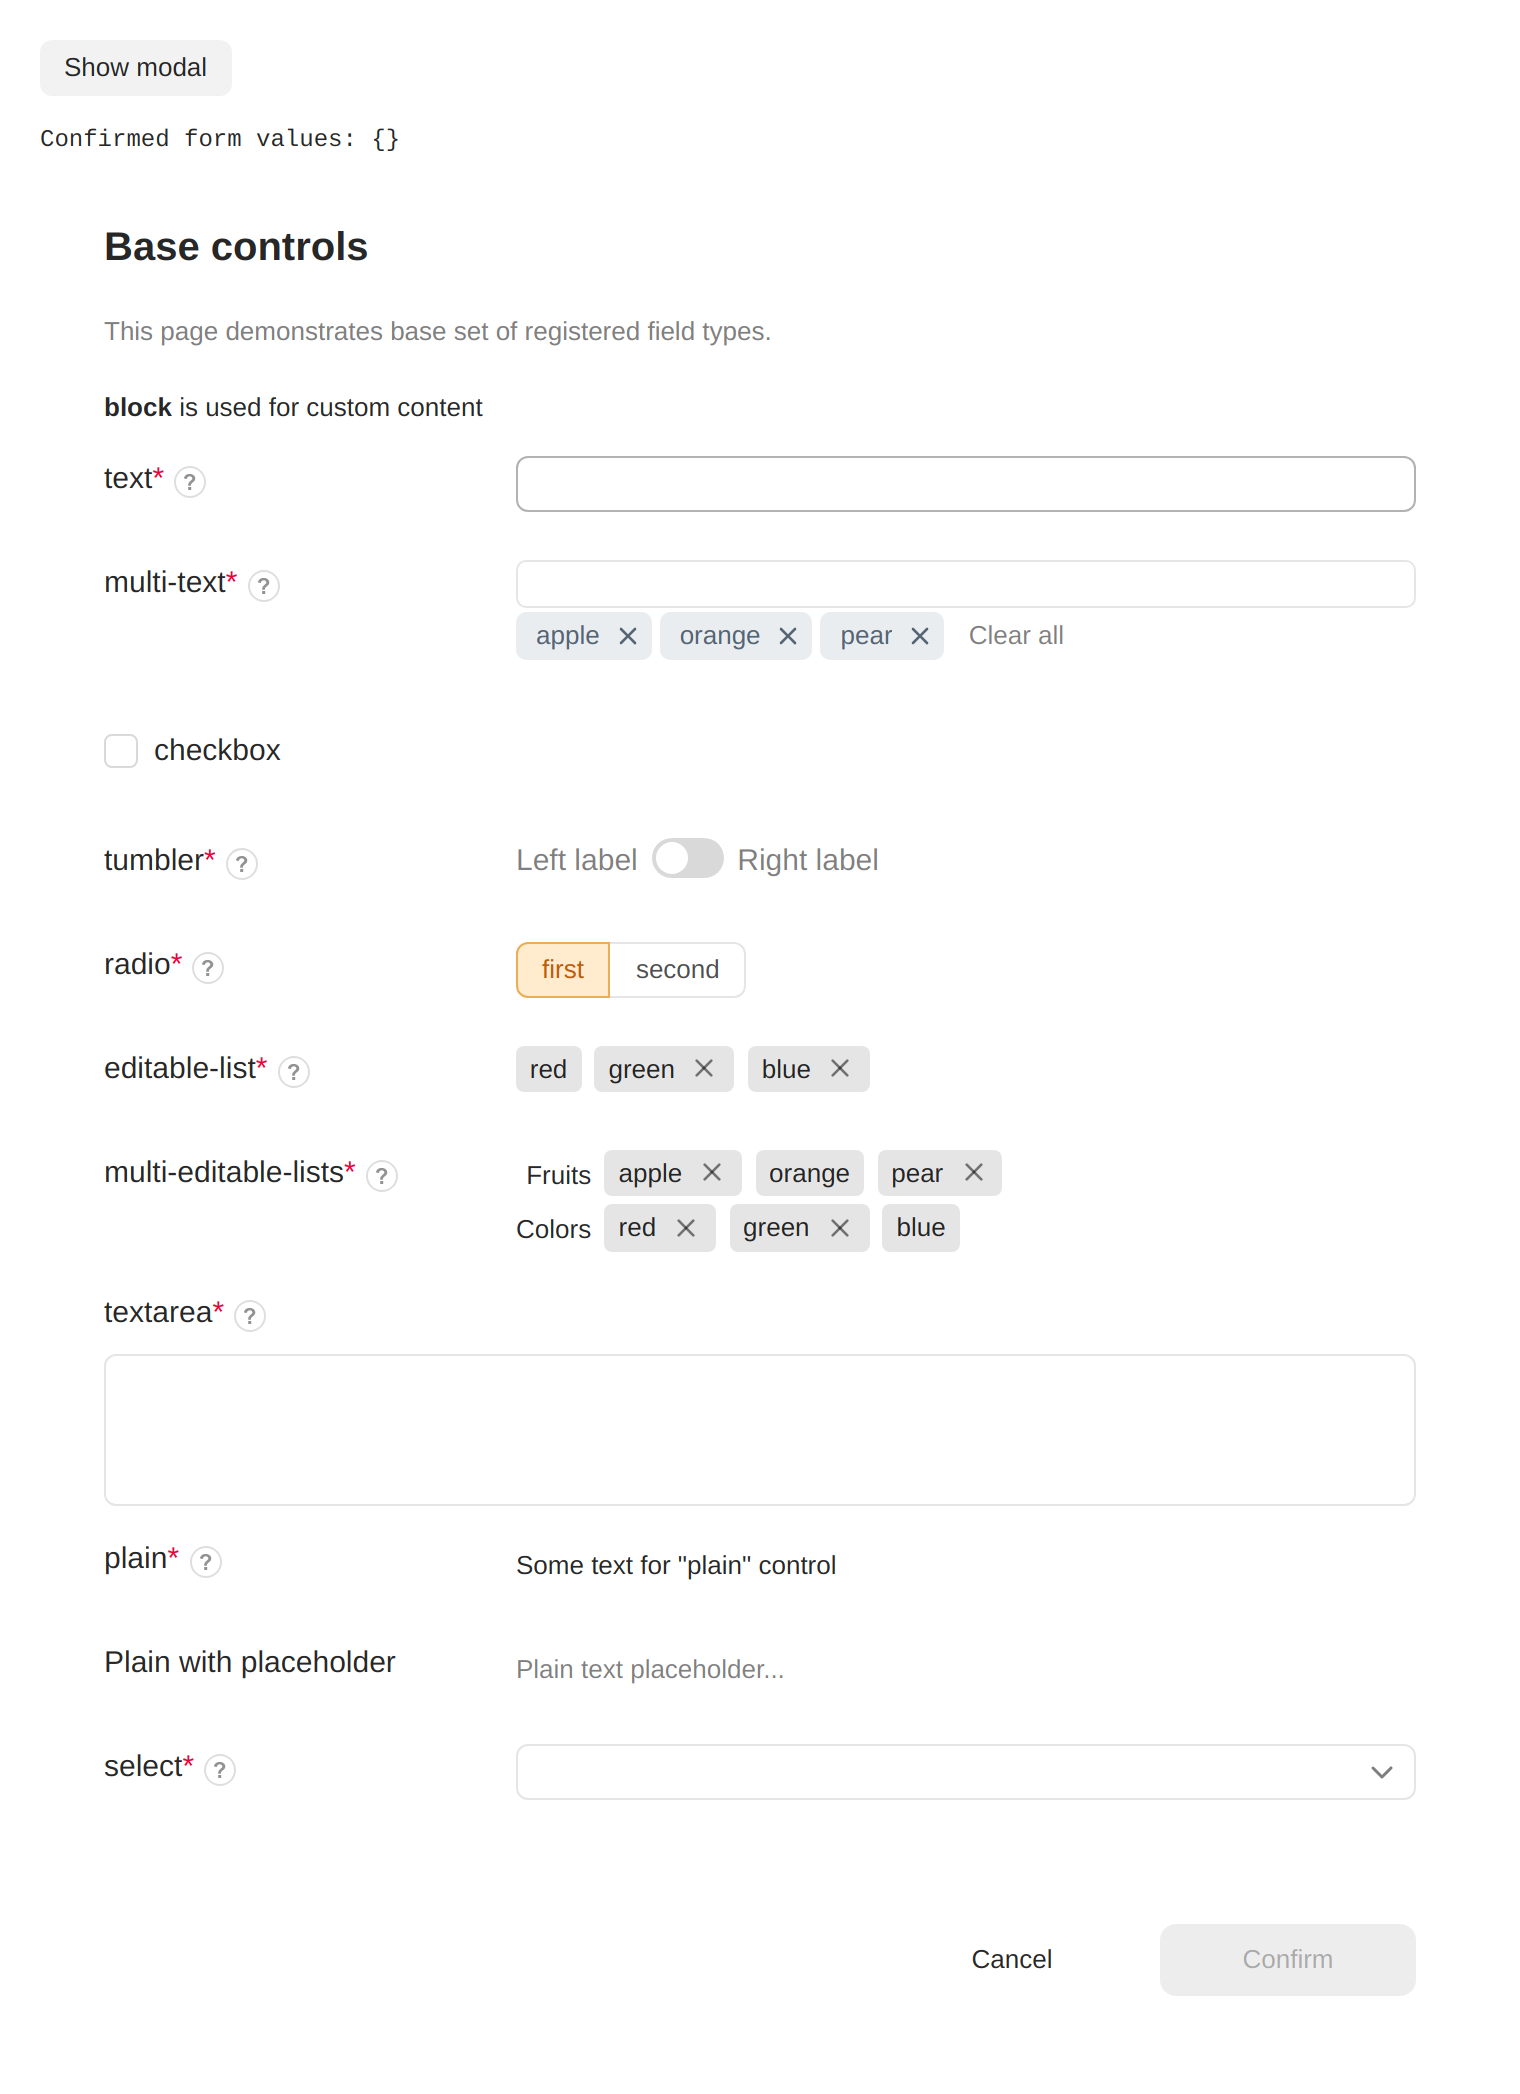 Show modal
Confirmed form values: {}
Base controls
This page demonstrates base set of registered field types.
block is used for custom content
text* ?
multi-text* ?
apple orange pear Clear all
checkbox
tumbler* ? Left label Right label
radio* ? first second
editable-list* ? red green blue
multi-editable-lists* ? Fruits apple orange pear
Colors red green blue
textarea* ?
plain* ? Some text for "plain" control
Plain with placeholder Plain text placeholder...
select* ?
Cancel Confirm